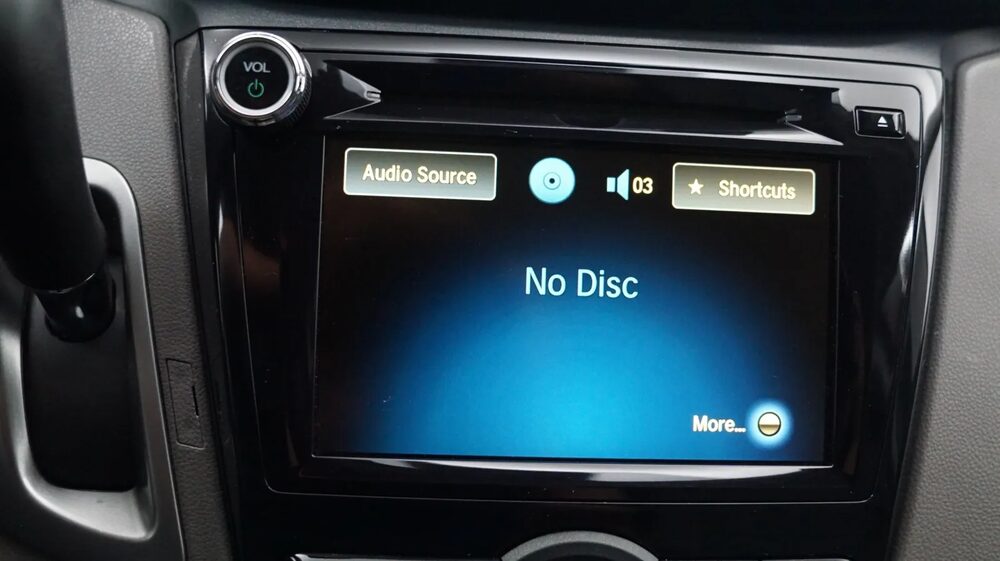 VOL
Audio Source
03
★ Shortcuts
No Disc
More...